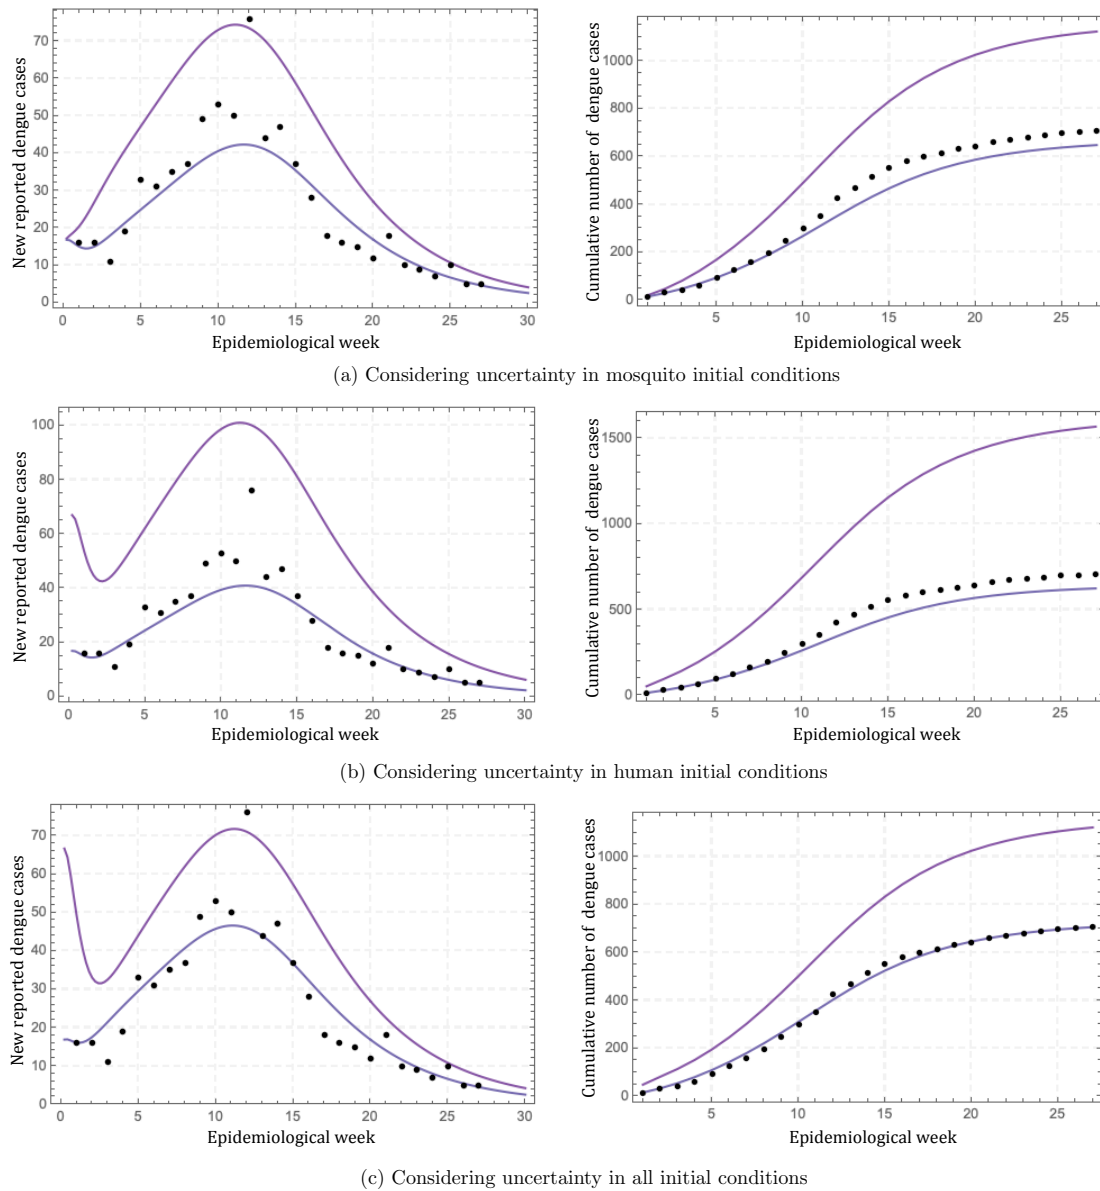 New reported dengue cases
70
60
50
40
30
20
10
0
0 5 10 15 20 25 30
Epidemiological week
Cumulative number of dengue cases
1000
800
600
400
200
0
5 10 15 20 25
Epidemiological week
(a) Considering uncertainty in mosquito initial conditions
New reported dengue cases
100
80
60
40
20
0
0 5 10 15 20 25 30
Epidemiological week
Cumulative number of dengue cases
1500
1000
500
0
5 10 15 20 25
Epidemiological week
(b) Considering uncertainty in human initial conditions
New reported dengue cases
70
60
50
40
30
20
10
0
0 5 10 15 20 25 30
Epidemiological week
Cumulative number of dengue cases
1000
800
600
400
200
0
5 10 15 20 25
Epidemiological week
(c) Considering uncertainty in all initial conditions